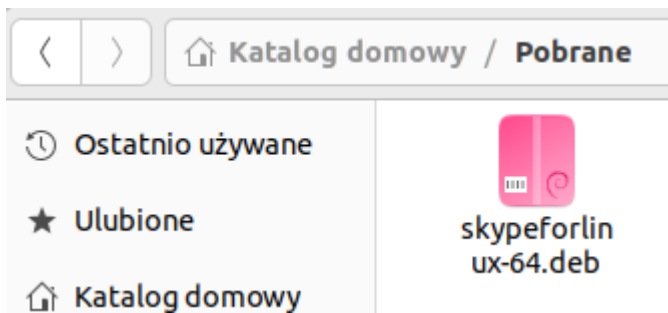 Katalog domowy / Pobrane
Ostatnio używane
Ulubione
Katalog domowy
skypeforlin
ux-64.deb